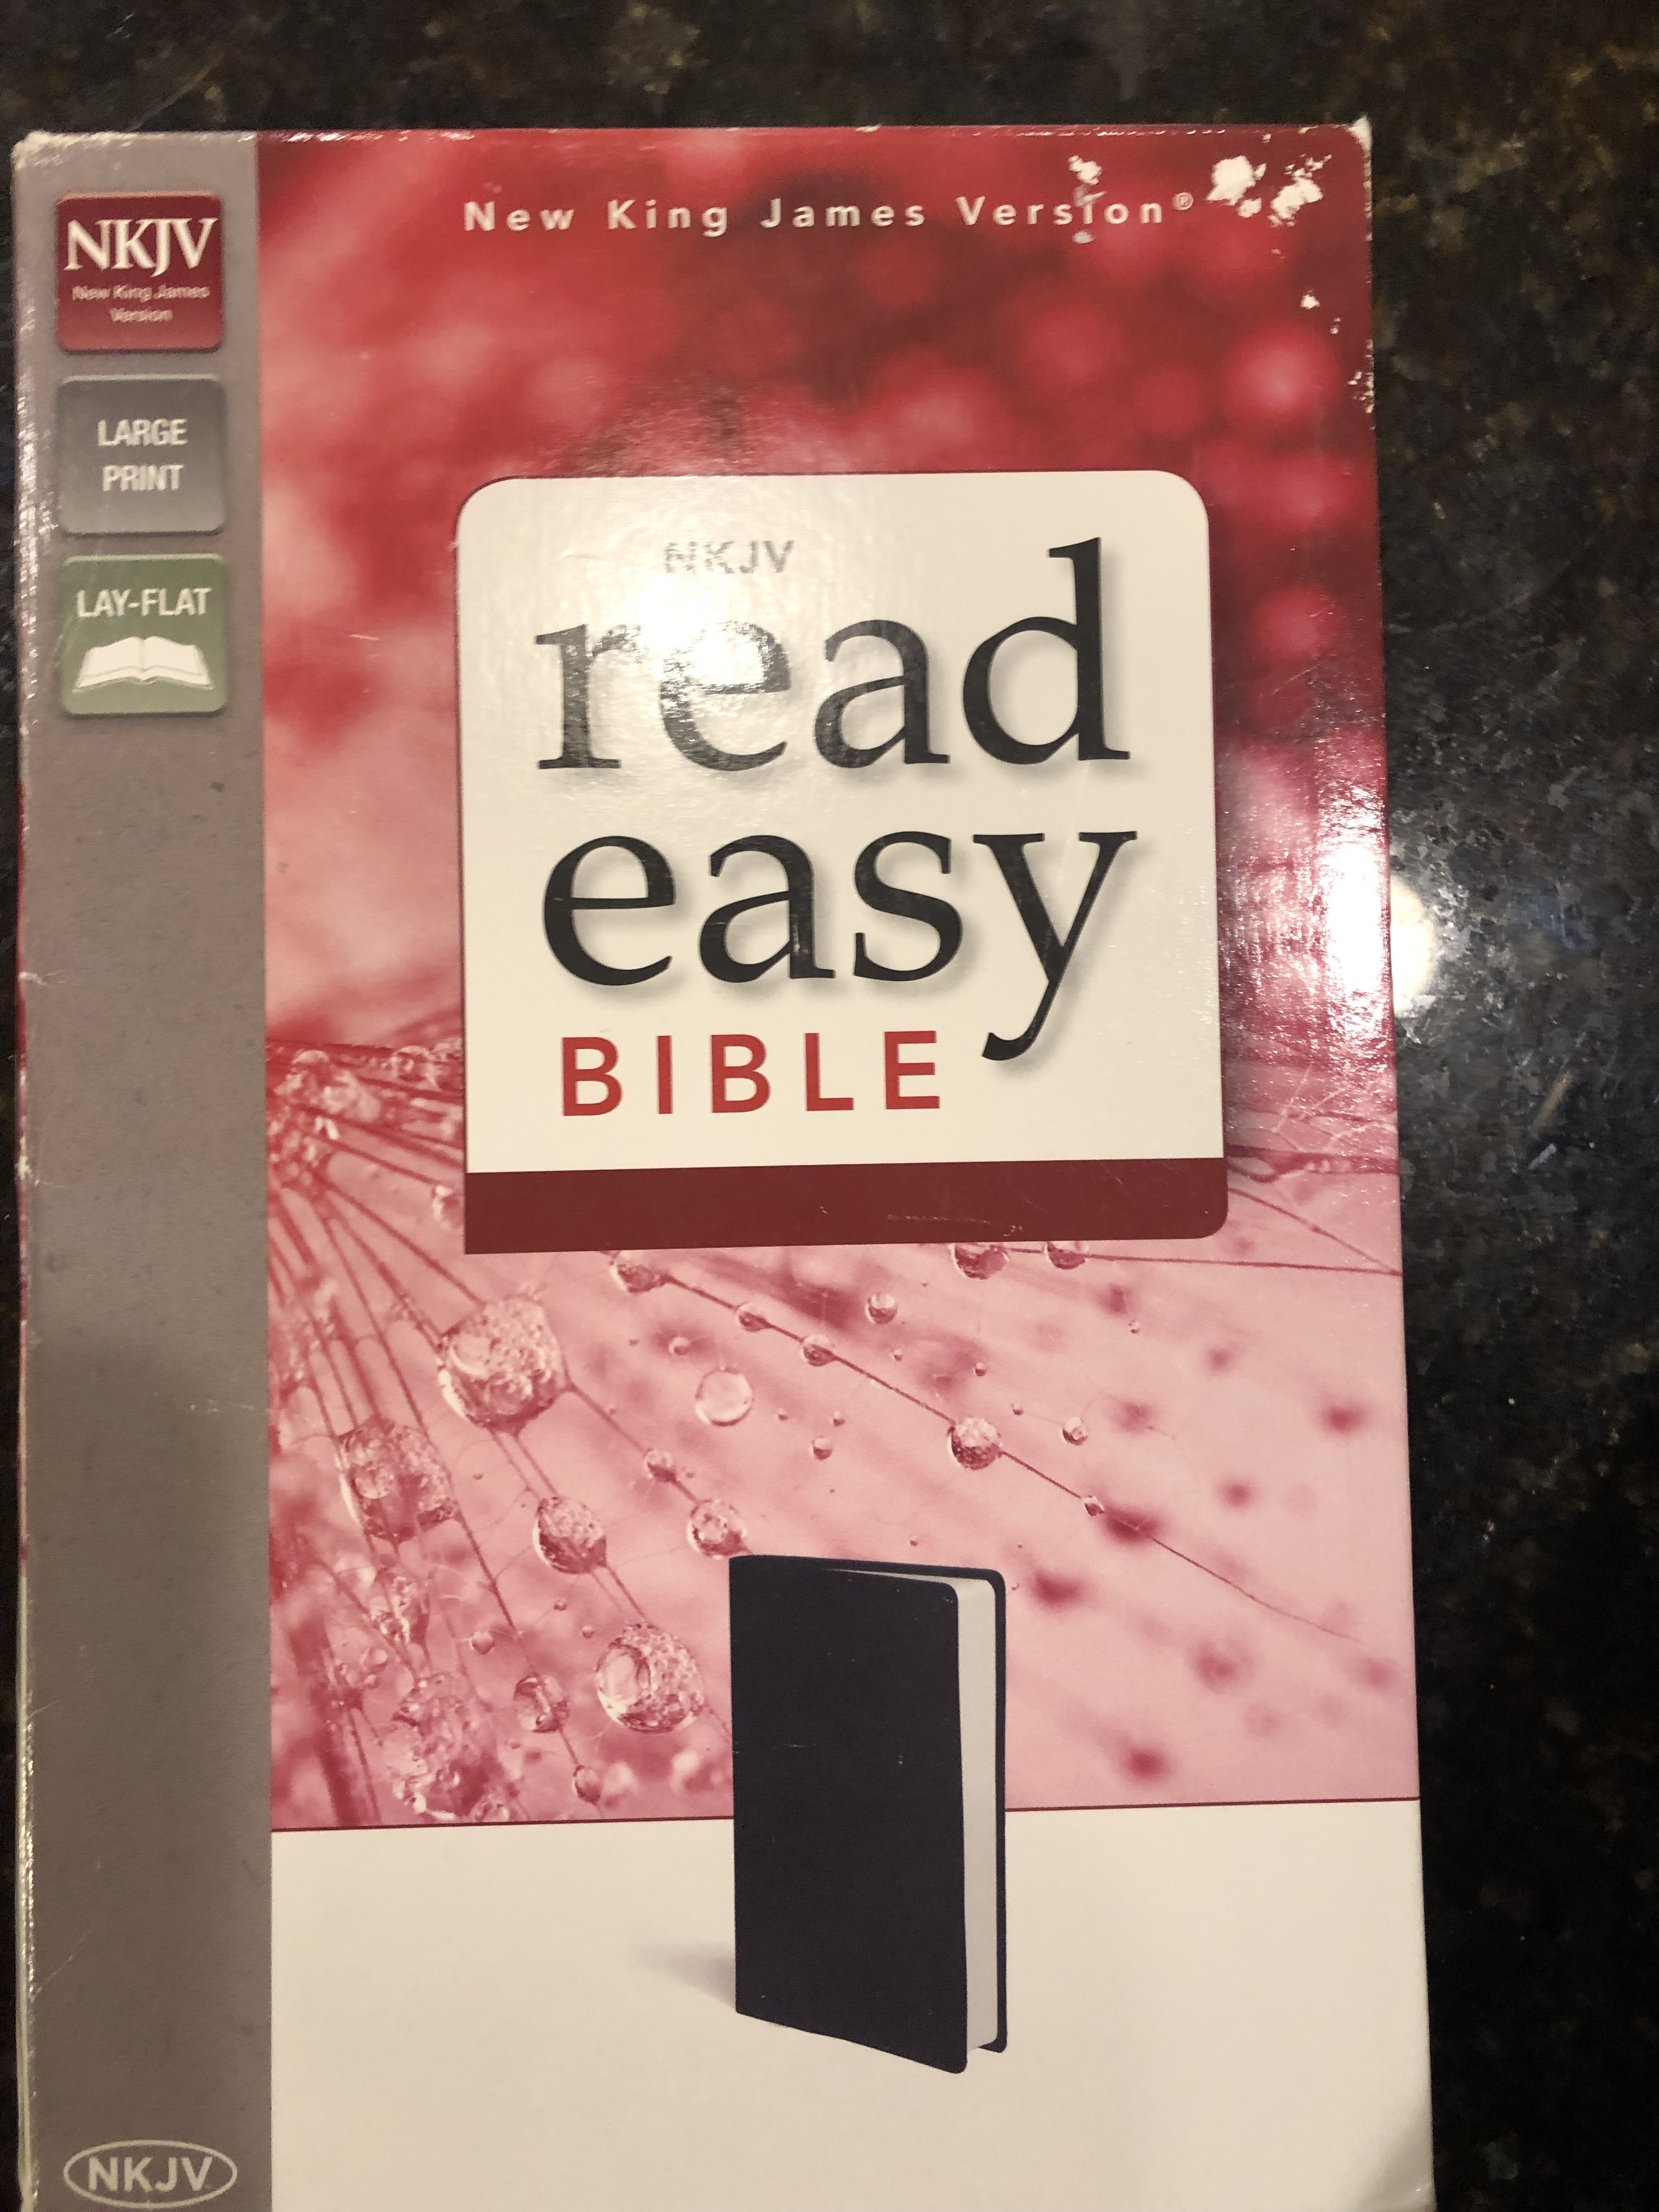 New King James Version®
NKJV
New King James
Version
LARGE
PRINT
LAY-FLAT
NKJV
read
easy
BIBLE
NKJV